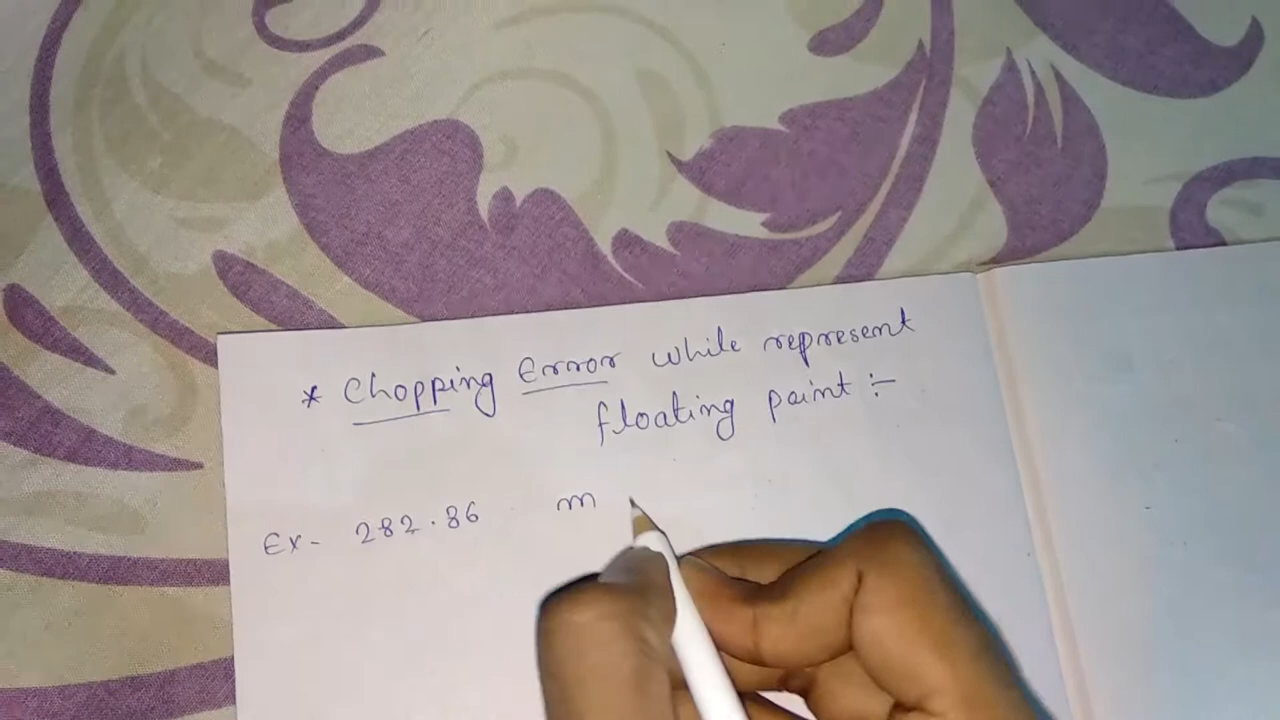 * Chopping Error while represent
floating paint :-
Ex- 282.86 m